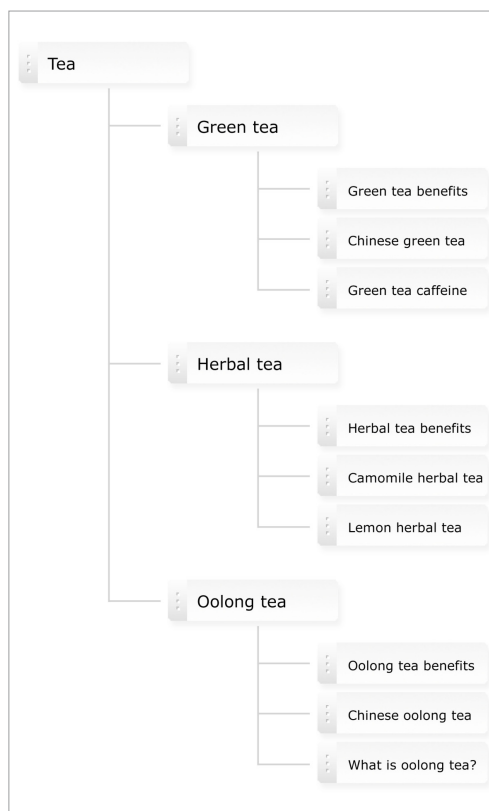 Tea
Green tea
Green tea benefits
Chinese green tea
Green tea caffeine
Herbal tea
Herbal tea benefits
Camomile herbal tea
Lemon herbal tea
Oolong tea
Oolong tea benefits
Chinese oolong tea
What is oolong tea?